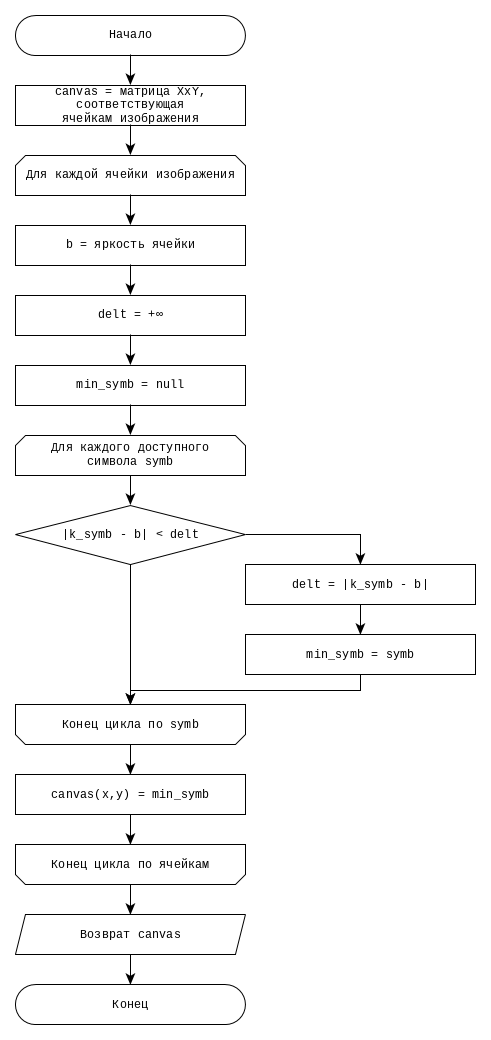 Начало
canvas = матрица XxY,
соответствующая
ячейкам изображения
Для каждой ячейки изображения
b = яркость ячейки
delt = +∞
min_symb = null
Для каждого доступного
символа symb
|k_symb - b| < delt
delt = |k_symb - b|
min_symb = symb
Конец цикла по symb
canvas(x,y) = min_symb
Конец цикла по ячейкам
Возврат canvas
Конец